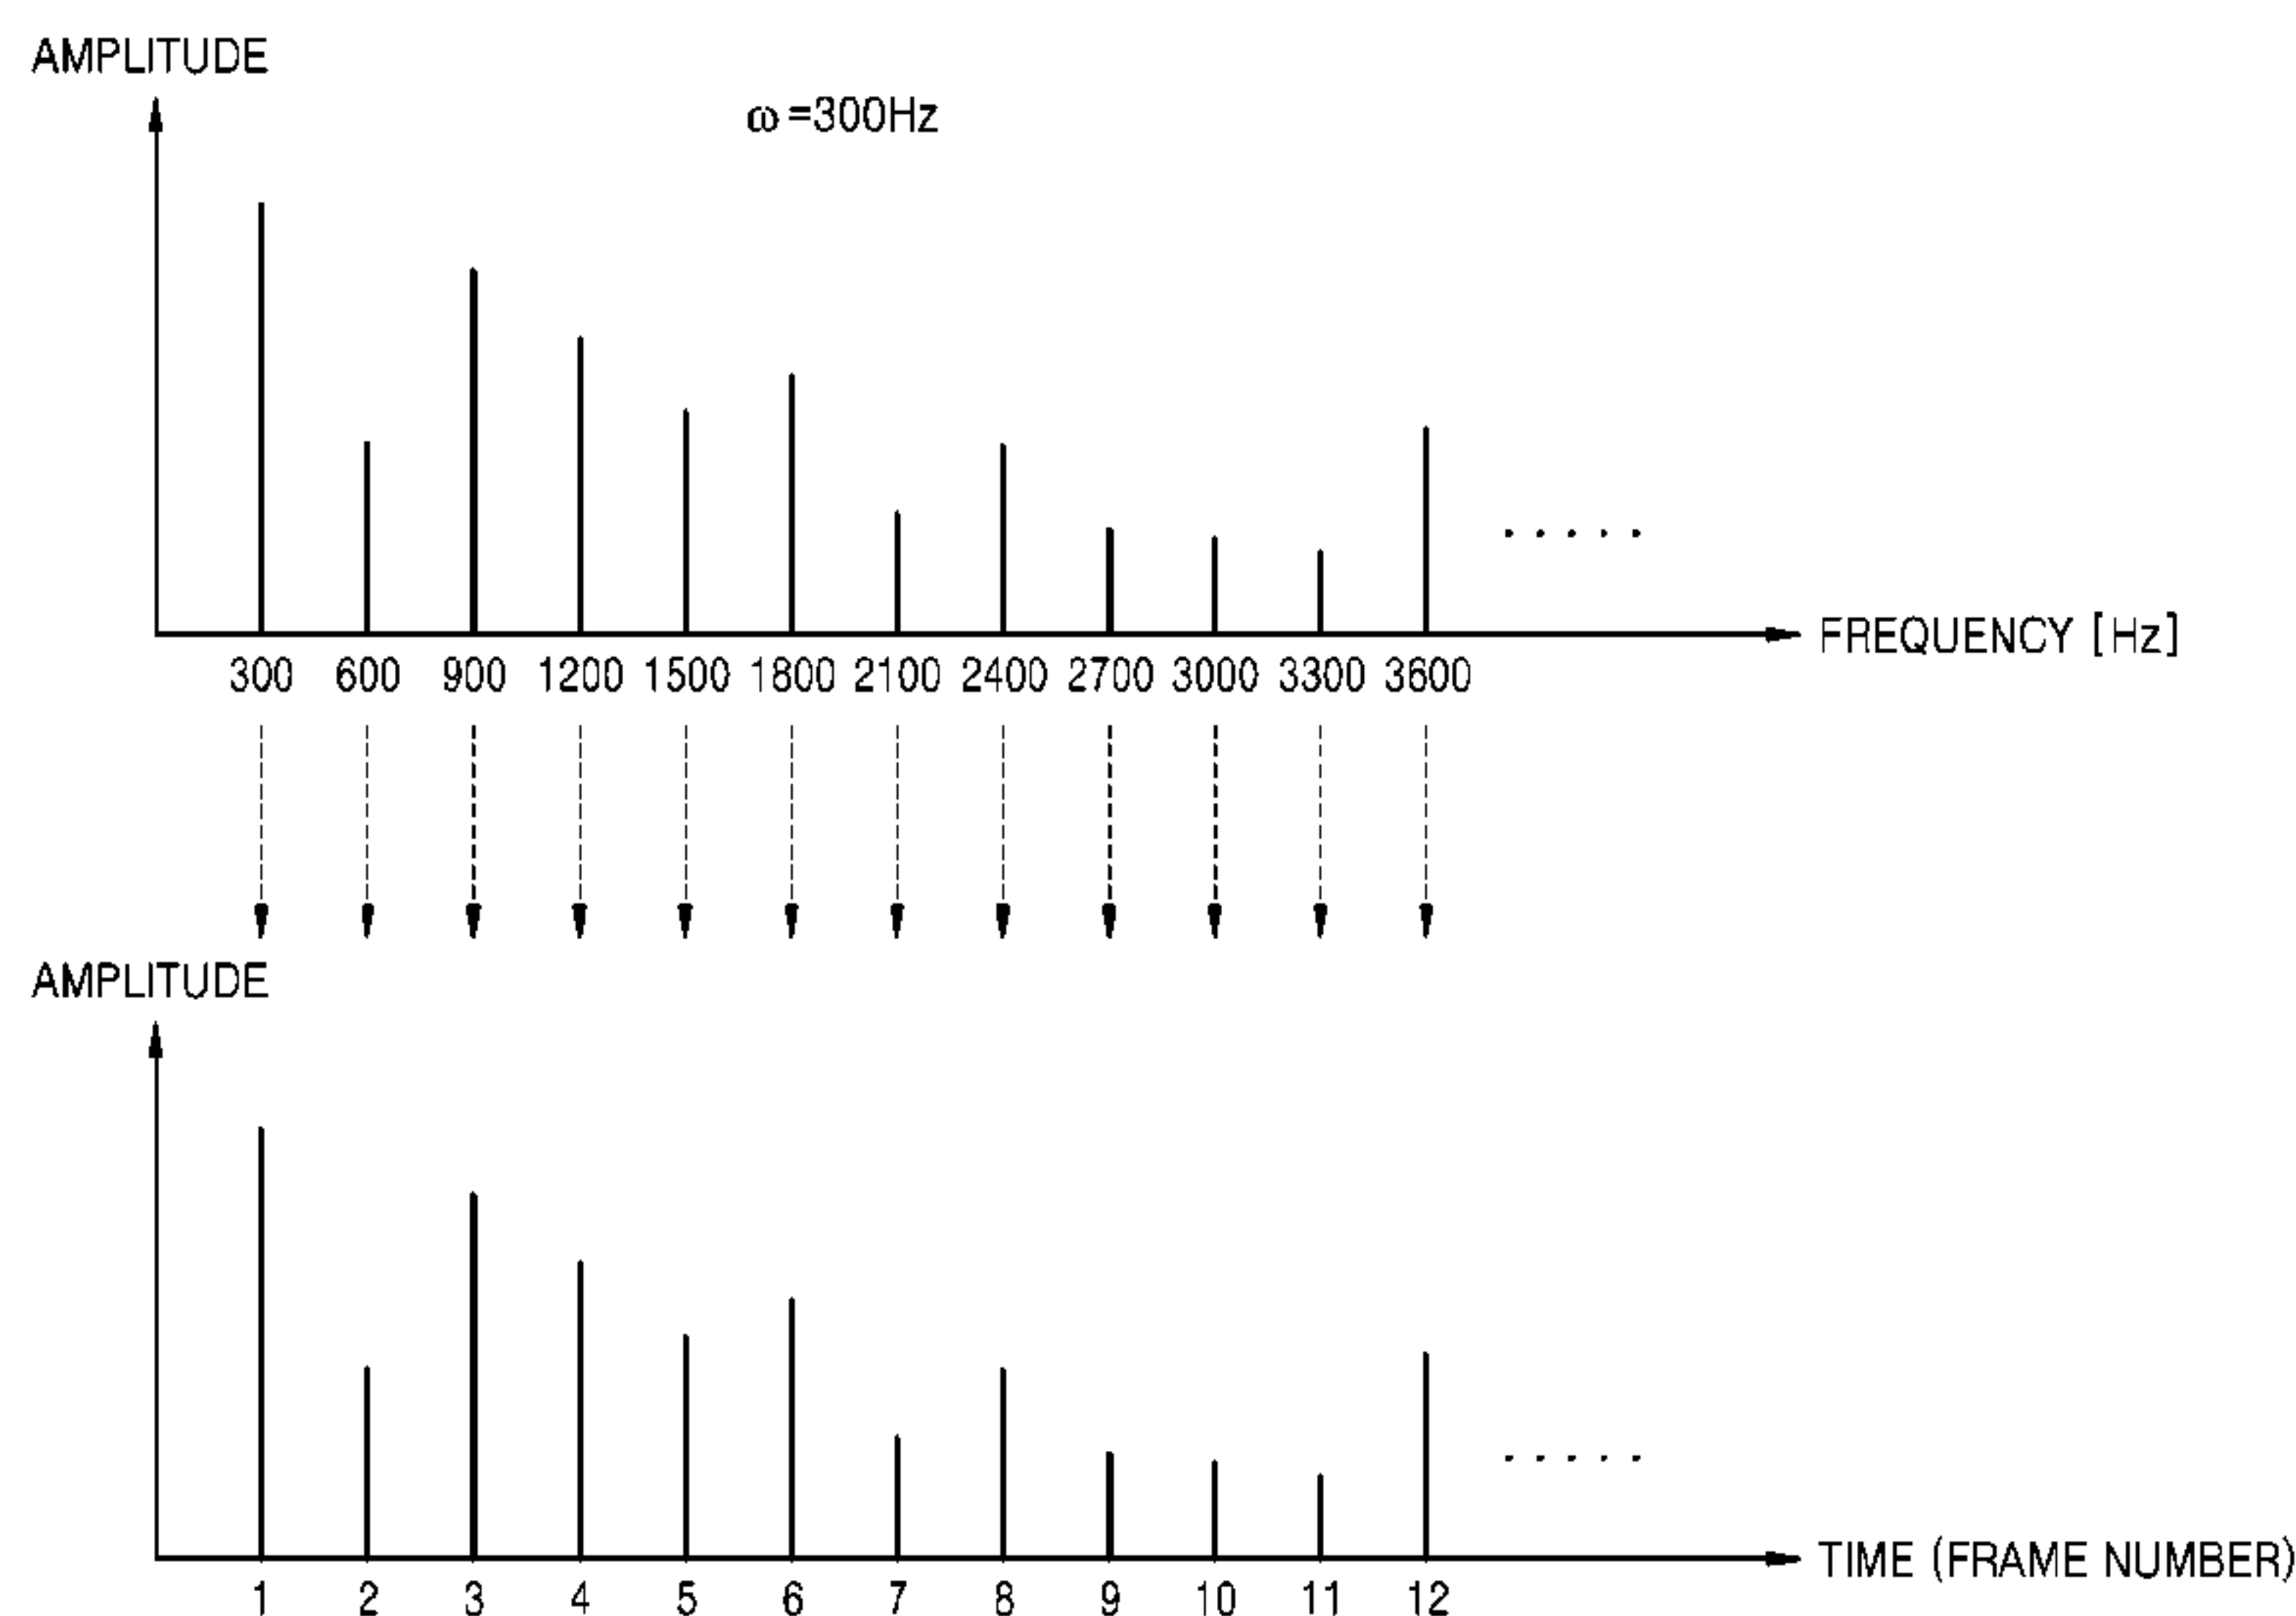 AMPLITUDE
ω=300Hz
FREQUENCY [Hz]
300 600 900 1200 1500 1800 2100 2400 2700 3000 3300 3600
AMPLITUDE
TIME (FRAME NUMBER)
1 2 3 4 5 6 7 8 9 10 11 12